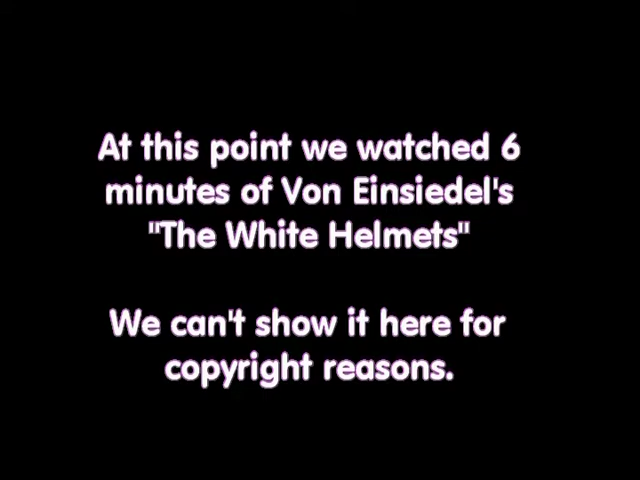 At this point we watched 6
minutes of Von Einsiedel's
"The White Helmets"
We can't show it here for
copyright reasons.